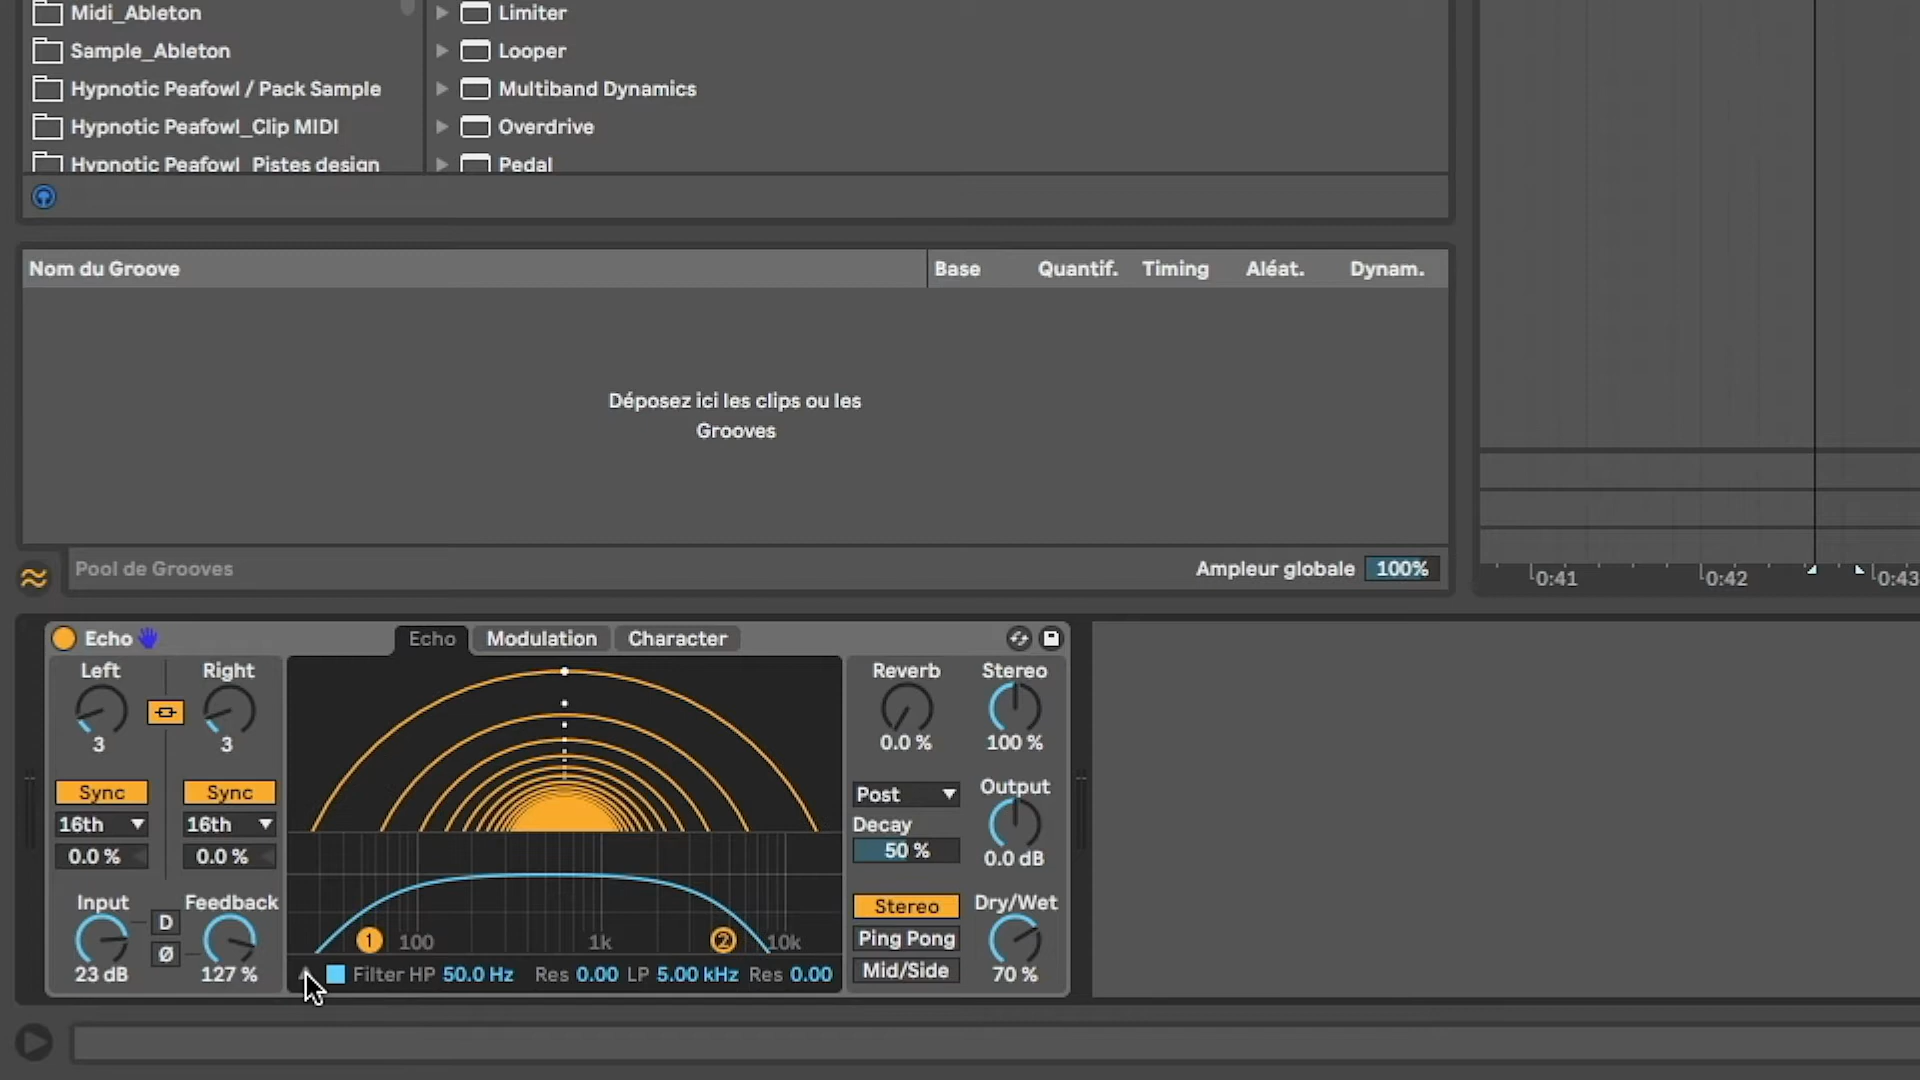 Midi_Ableton
Sample_Ableton
Hypnotic Peafowl / Pack Sample
Hypnotic Peafowl_Clip MIDI
Hypnotic Peafowl_Pistes design
Limiter
Looper
Multiband Dynamics
Overdrive
Pedal
Nom du Groove Base Quantif. Timing Aléat. Dynam.
Déposez ici les clips ou les
Grooves
Pool de Grooves Ampleur globale 100%
0:41 0:42 0:43
Echo Echo Modulation Character
Left Right
3 3
Sync Sync
16th 16th
0.0 % 0.0 %
Input D Feedback
Ø
23 dB 127 %
1 100 1k 2 10k
Filter HP 50.0 Hz Res 0.00 LP 5.00 kHz Res 0.00
Reverb Stereo
0.0 % 100 %
Post Output
Decay
50 % 0.0 dB
Stereo Dry/Wet
Ping Pong
Mid/Side 70 %